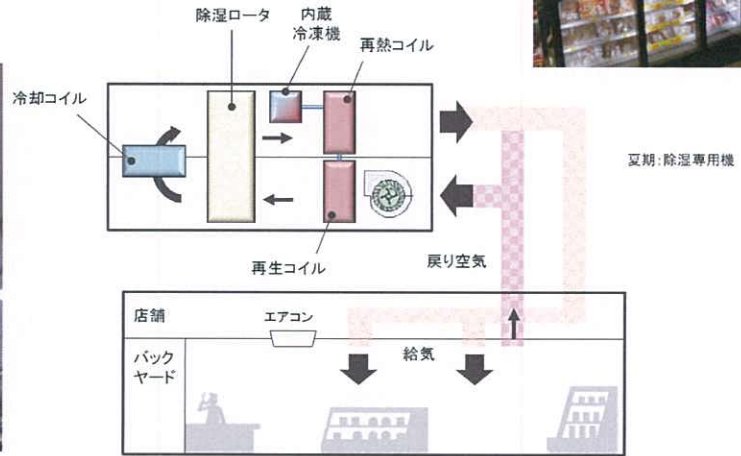 除湿ロータ
内蔵
冷凍機
再熱コイル
冷却コイル
夏期:除湿専用機
再生コイル
戻り空気
店舗
エアコン
給気
バック
ヤード